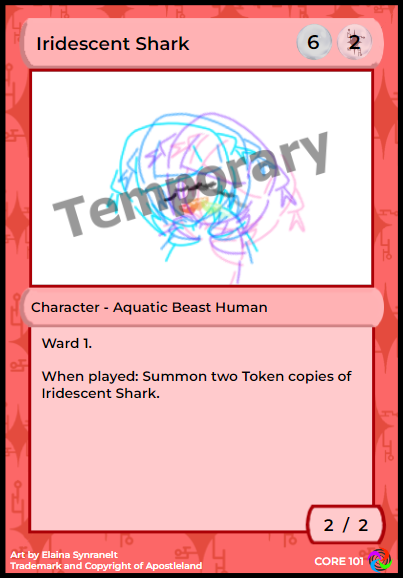 Iridescent Shark
6 2
Temporary
Character - Aquatic Beast Human
Ward 1.
When played: Summon two Token copies of
Iridescent Shark.
2 / 2
Art by Elaina Synranelt
Trademark and Copyright of Apostleland
CORE 101